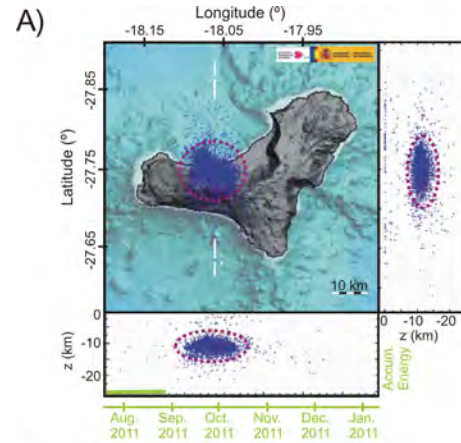 A)
Longitude (º)
-18.15 -18.05 -17.95
Latitude (º)
-27.85
-27.75
-27.65
10 km
z (km)
0
-10
-20
0 -10 -20
z (km)
Accum.
Energy
Aug. Sep. Oct. Nov. Dec. Jan.
2011 2011 2011 2011 2011 2011